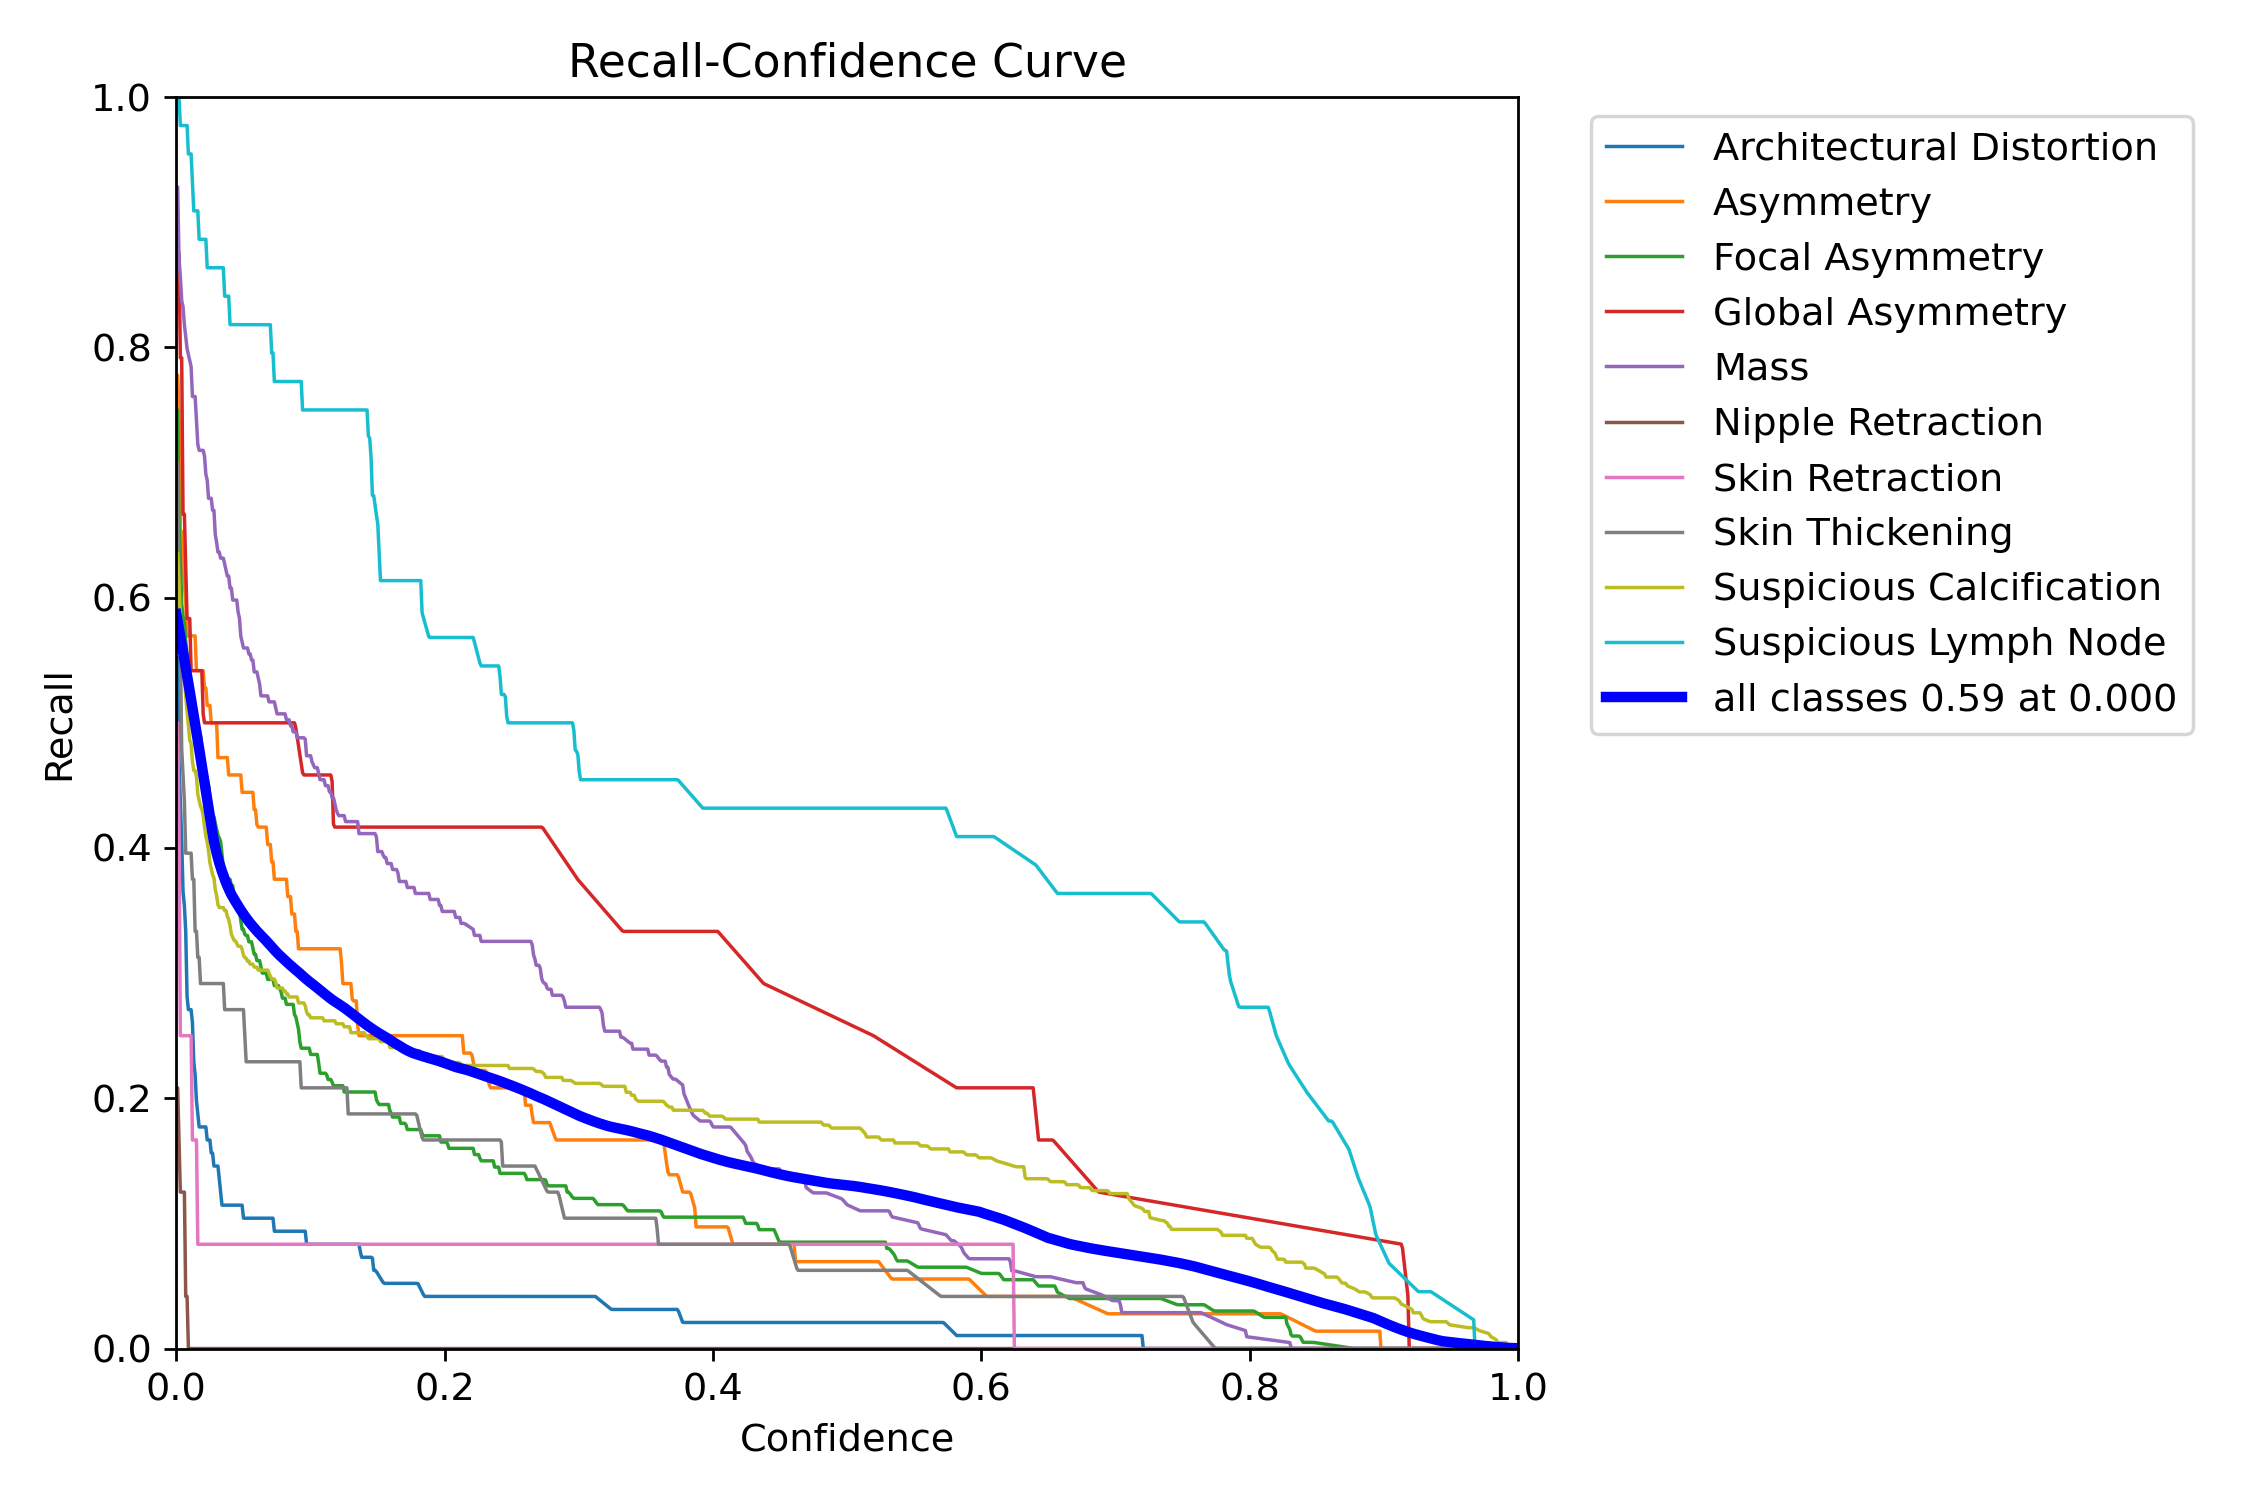 Recall-Confidence Curve
1.0
0.8
0.6
0.4
0.2
0.0
Recall
0.0 0.2 0.4 0.6 0.8 1.0
Confidence
Architectural Distortion
Asymmetry
Focal Asymmetry
Global Asymmetry
Mass
Nipple Retraction
Skin Retraction
Skin Thickening
Suspicious Calcification
Suspicious Lymph Node
all classes 0.59 at 0.000